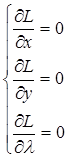 ∂L/∂x = 0
∂L/∂y = 0
∂L/∂λ = 0